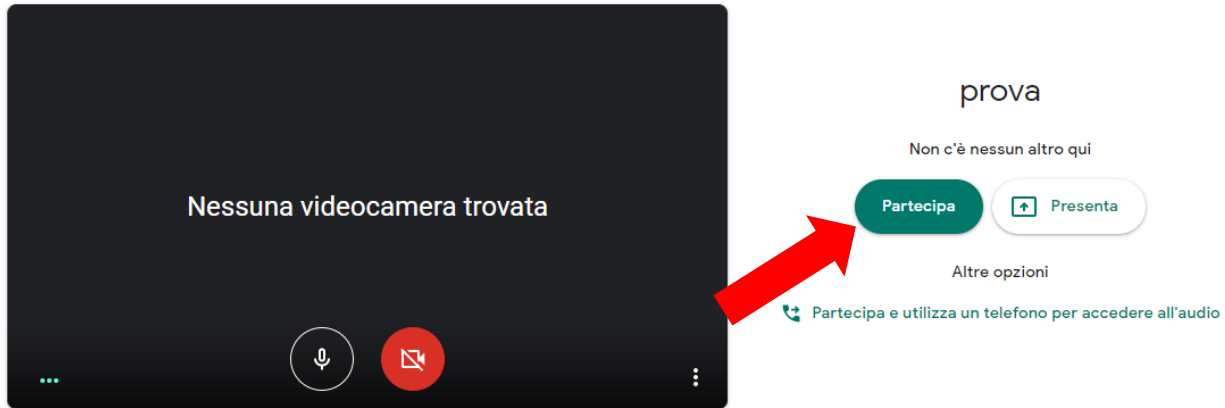 Nessuna videocamera trovata
prova
Non c'è nessun altro qui
Partecipa
Presenta
Altre opzioni
Partecipa e utilizza un telefono per accedere all'audio